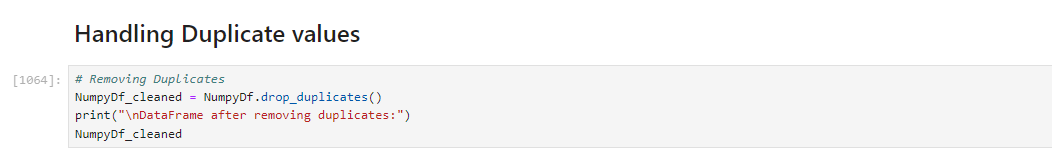 Handling Duplicate values
[1064]:
# Removing Duplicates
NumpyDf_cleaned = NumpyDf.drop_duplicates()
print("\nDataFrame after removing duplicates:")
NumpyDf_cleaned